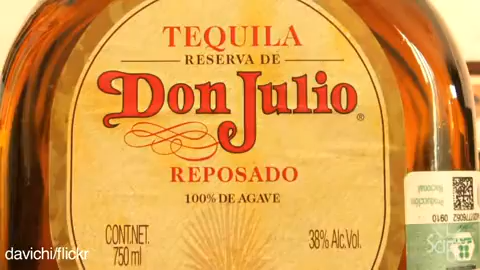 TEQUILA
RESERVA DE
Don Julio®
REPOSADO
100% DE AGAVE
CONT.NET.
750 ml
38% Alc.Vol.
davichi/flickr